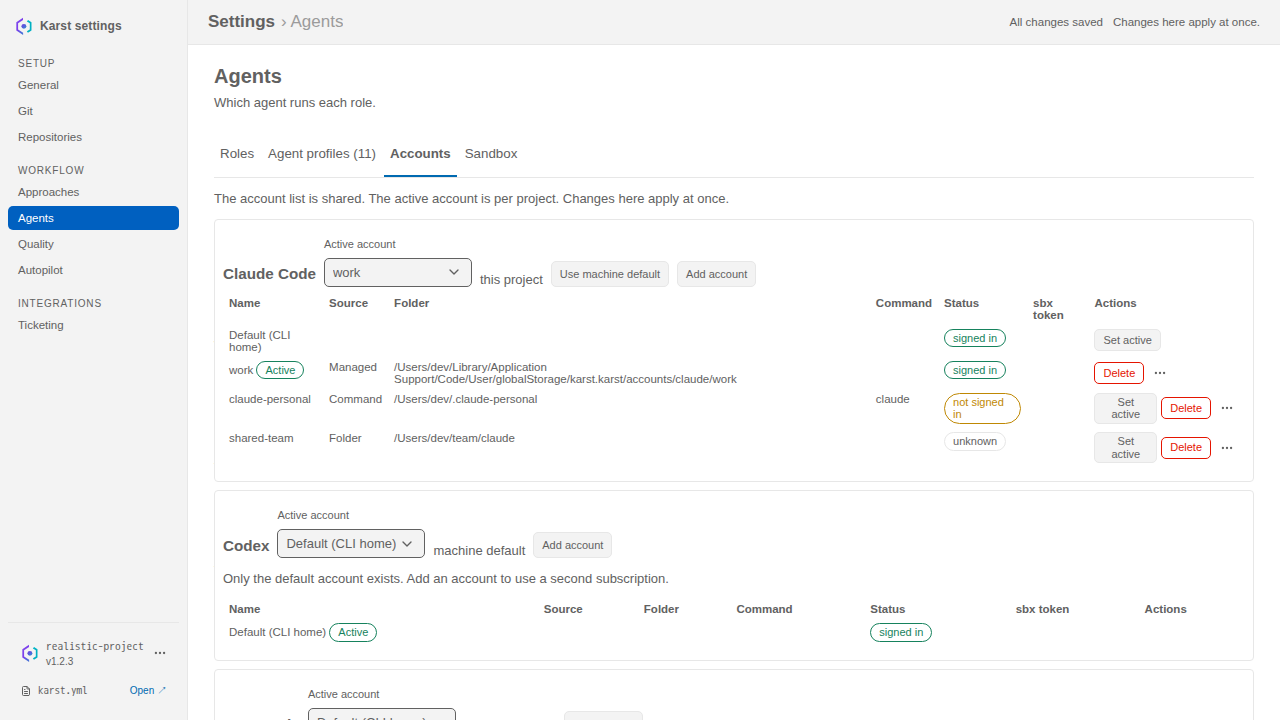 Karst settings
SETUP
General
Git
Repositories
WORKFLOW
Approaches
Agents
Quality
Autopilot
INTEGRATIONS
Ticketing
realistic-project
v1.2.3
karst.yml Open ↗
Settings › Agents
All changes saved Changes here apply at once.
Agents
Which agent runs each role.
Roles Agent profiles (11) Accounts Sandbox
The account list is shared. The active account is per project. Changes here apply at once.
Active account
Claude Code work this project Use machine default Add account
Name Source Folder Command Status sbx token Actions
Default (CLI home) signed in Set active
work Active Managed /Users/dev/Library/Application Support/Code/User/globalStorage/karst.karst/accounts/claude/work signed in Delete
claude-personal Command /Users/dev/.claude-personal claude not signed in Set active Delete
shared-team Folder /Users/dev/team/claude unknown Set active Delete
Active account
Codex Default (CLI home) machine default Add account
Only the default account exists. Add an account to use a second subscription.
Name Source Folder Command Status sbx token Actions
Default (CLI home) Active signed in
Active account